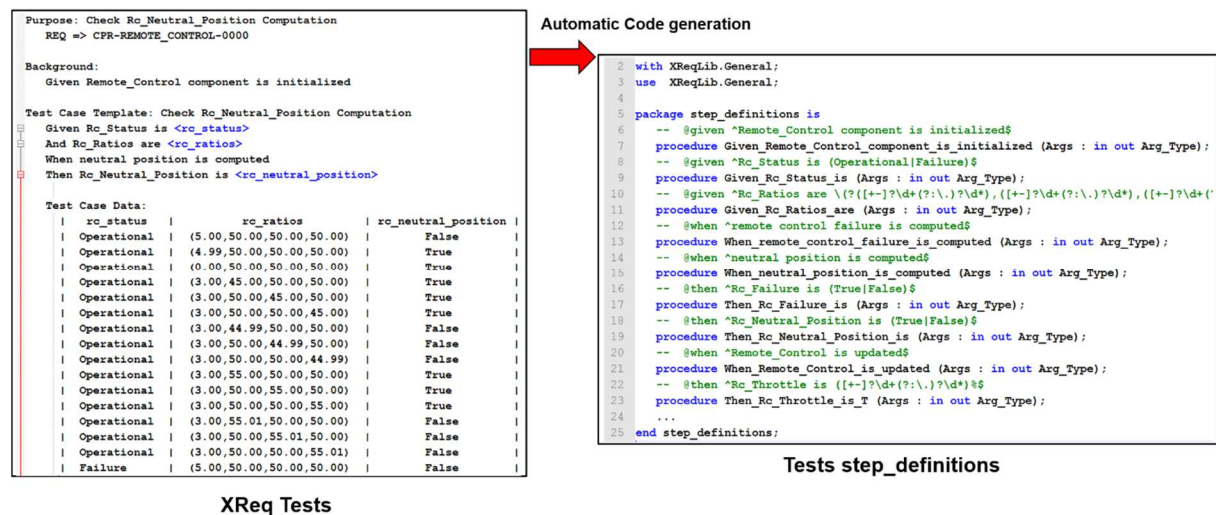 Purpose: Check Rc_Neutral_Position Computation
REQ => CPR-REMOTE_CONTROL-0000
Background:
Given Remote_Control component is initialized
Test Case Template: Check Rc_Neutral_Position Computation
Given Rc_Status is <rc_status>
And Rc_Ratios are <rc_ratios>
When neutral position is computed
Then Rc_Neutral_Position is <rc_neutral_position>
Test Case Data:
| rc_status | rc_ratios | rc_neutral_position |
| Operational | (5.00,50.00,50.00,50.00) | False |
| Operational | (4.99,50.00,50.00,50.00) | True |
| Operational | (0.00,50.00,50.00,50.00) | True |
| Operational | (3.00,45.00,50.00,50.00) | True |
| Operational | (3.00,50.00,45.00,50.00) | True |
| Operational | (3.00,50.00,50.00,45.00) | True |
| Operational | (3.00,44.99,50.00,50.00) | False |
| Operational | (3.00,50.00,44.99,50.00) | False |
| Operational | (3.00,50.00,50.00,44.99) | False |
| Operational | (3.00,55.00,50.00,50.00) | True |
| Operational | (3.00,50.00,55.00,50.00) | True |
| Operational | (3.00,50.00,50.00,55.00) | True |
| Operational | (3.00,55.01,50.00,50.00) | False |
| Operational | (3.00,50.00,55.01,50.00) | False |
| Operational | (3.00,50.00,50.00,55.01) | False |
| Failure | (5.00,50.00,50.00,50.00) | False |
XReq Tests
Automatic Code generation
2 with XReqLib.General;
3 use XReqLib.General;
4
5 package step_definitions is
6 -- @given ^Remote_Control component is initialized$
7 procedure Given_Remote_Control_component_is_initialized (Args : in out Arg_Type);
8 -- @given ^Rc_Status is (Operational|Failure)$
9 procedure Given_Rc_Status_is (Args : in out Arg_Type);
10 -- @given ^Rc_Ratios are \(?([+-]?\d+(?:\.)?\d*),([+-]?\d+(?:\.)?\d*),([+-]?\d+(
11 procedure Given_Rc_Ratios_are (Args : in out Arg_Type);
12 -- @when ^remote control failure is computed$
13 procedure When_remote_control_failure_is_computed (Args : in out Arg_Type);
14 -- @when ^neutral position is computed$
15 procedure When_neutral_position_is_computed (Args : in out Arg_Type);
16 -- @then ^Rc_Failure is (True|False)$
17 procedure Then_Rc_Failure_is (Args : in out Arg_Type);
18 -- @then ^Rc_Neutral_Position is (True|False)$
19 procedure Then_Rc_Neutral_Position_is (Args : in out Arg_Type);
20 -- @when ^Remote_Control is updated$
21 procedure When_Remote_Control_is_updated (Args : in out Arg_Type);
22 -- @then ^Rc_Throttle is ([+-]?\d+(?:\.)?\d*)%$
23 procedure Then_Rc_Throttle_is_T (Args : in out Arg_Type);
24 ...
25 end step_definitions;
Tests step_definitions